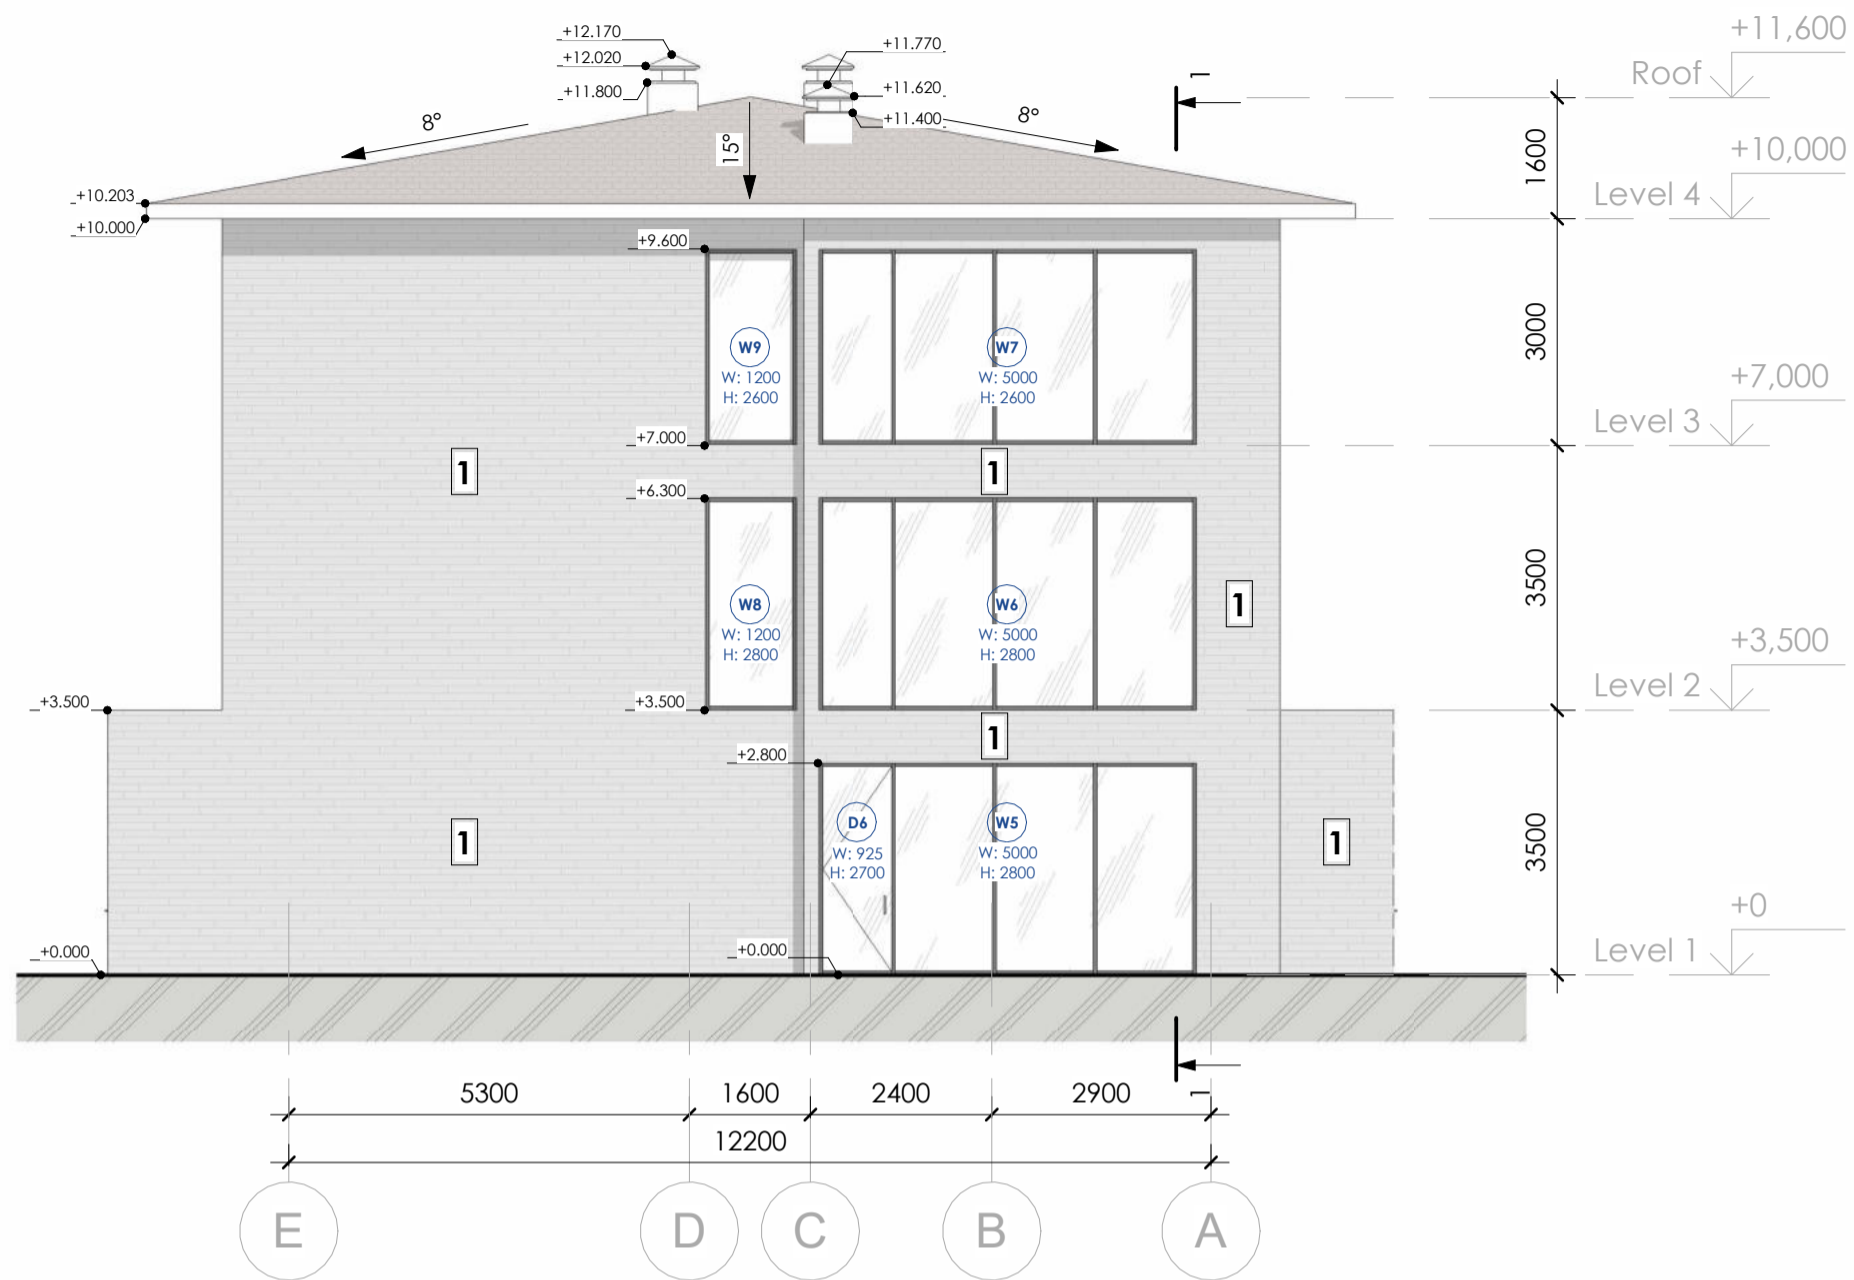 +11,600
Roof
+12.170
+12.020
+11.800
+11.770
+11.620
+11.400
1
8°
15°
8°
1600
+10,000
Level 4
+10.203
+10.000
+9.600
W9
W: 1200
H: 2600
W7
W: 5000
H: 2600
3000
+7,000
Level 3
+7.000
1
1
+6.300
W8
W: 1200
H: 2800
W6
W: 5000
H: 2800
1
3500
+3,500
Level 2
+3.500
+3.500
1
+2.800
D6
W: 925
H: 2700
W5
W: 5000
H: 2800
1
1
3500
+0
Level 1
+0.000
+0.000
5300
1600
2400
2900
1
12200
E
D
C
B
A